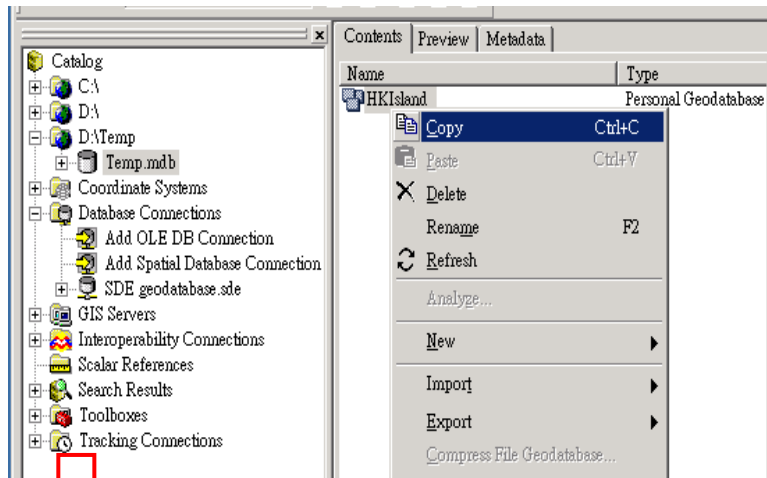 Catalog
C:\
D:\
D:\Temp
Temp.mdb
Coordinate Systems
Database Connections
Add OLE DB Connection
Add Spatial Database Connection
SDE geodatabase.sde
GIS Servers
Interoperability Connections
Scalar References
Search Results
Toolboxes
Tracking Connections
Contents Preview Metadata
Name Type
HKIsland Personal Geodatabase
Copy Ctrl+C
Paste Ctrl+V
Delete
Rename F2
Refresh
Analyze...
New
Import
Export
Compress File Geodatabase...